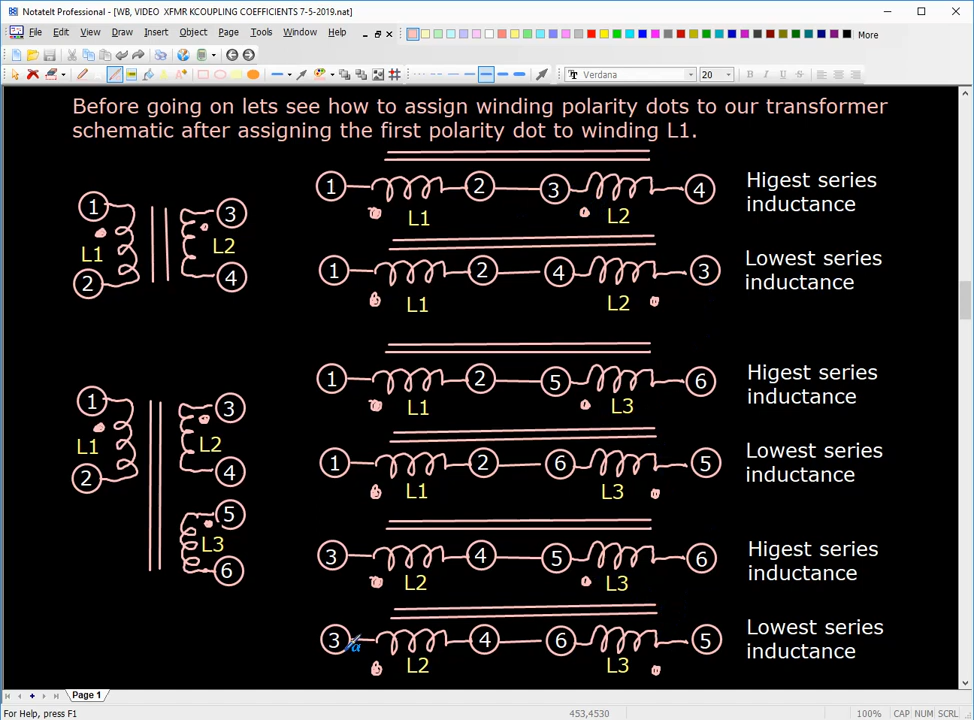 NotateIt Professional - [WB, VIDEO XFMR KCOUPLING COEFFICIENTS 7-5-2019.nat]
File Edit View Draw Insert Object Page Tools Window Help
More
Verdana 20 B I U S
Before going on lets see how to assign winding polarity dots to our transformer
schematic after assigning the first polarity dot to winding L1.
1 2 3 4
L1 L2
Higest series
inductance
1 3
L1 L2
2 4
1 2 4 3
L1 L2
Lowest series
inductance
1 2 5 6
L1 L3
Higest series
inductance
1 3
L1 L2
2 4
5
L3
6
1 2 6 5
L1 L3
Lowest series
inductance
3 4 5 6
L2 L3
Higest series
inductance
3 4 6 5
L2 L3
Lowest series
inductance
Page 1
For Help, press F1
453,4530
100% CAP NUM SCRL